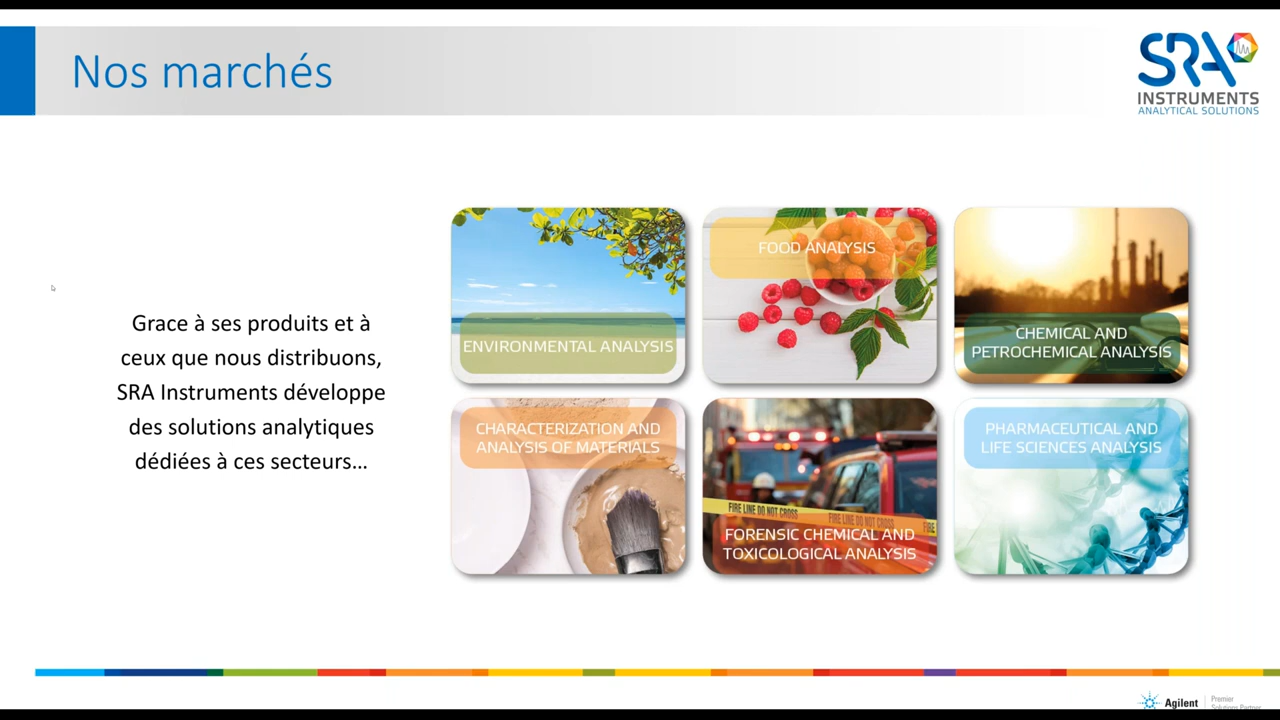 Nos marchés
SRA
INSTRUMENTS
ANALYTICAL SOLUTIONS
Grace à ses produits et à
ceux que nous distribuons,
SRA Instruments développe
des solutions analytiques
dédiées à ces secteurs...
ENVIRONMENTAL ANALYSIS
FOOD ANALYSIS
CHEMICAL AND
PETROCHEMICAL ANALYSIS
CHARACTERIZATION AND
ANALYSIS OF MATERIALS
FIRE LINE DO NOT CROSS FIRE LINE DO NOT CROSS FIRE
FORENSIC CHEMICAL AND
TOXICOLOGICAL ANALYSIS
PHARMACEUTICAL AND
LIFE SCIENCES ANALYSIS
Agilent
Premier
Solutions Partner